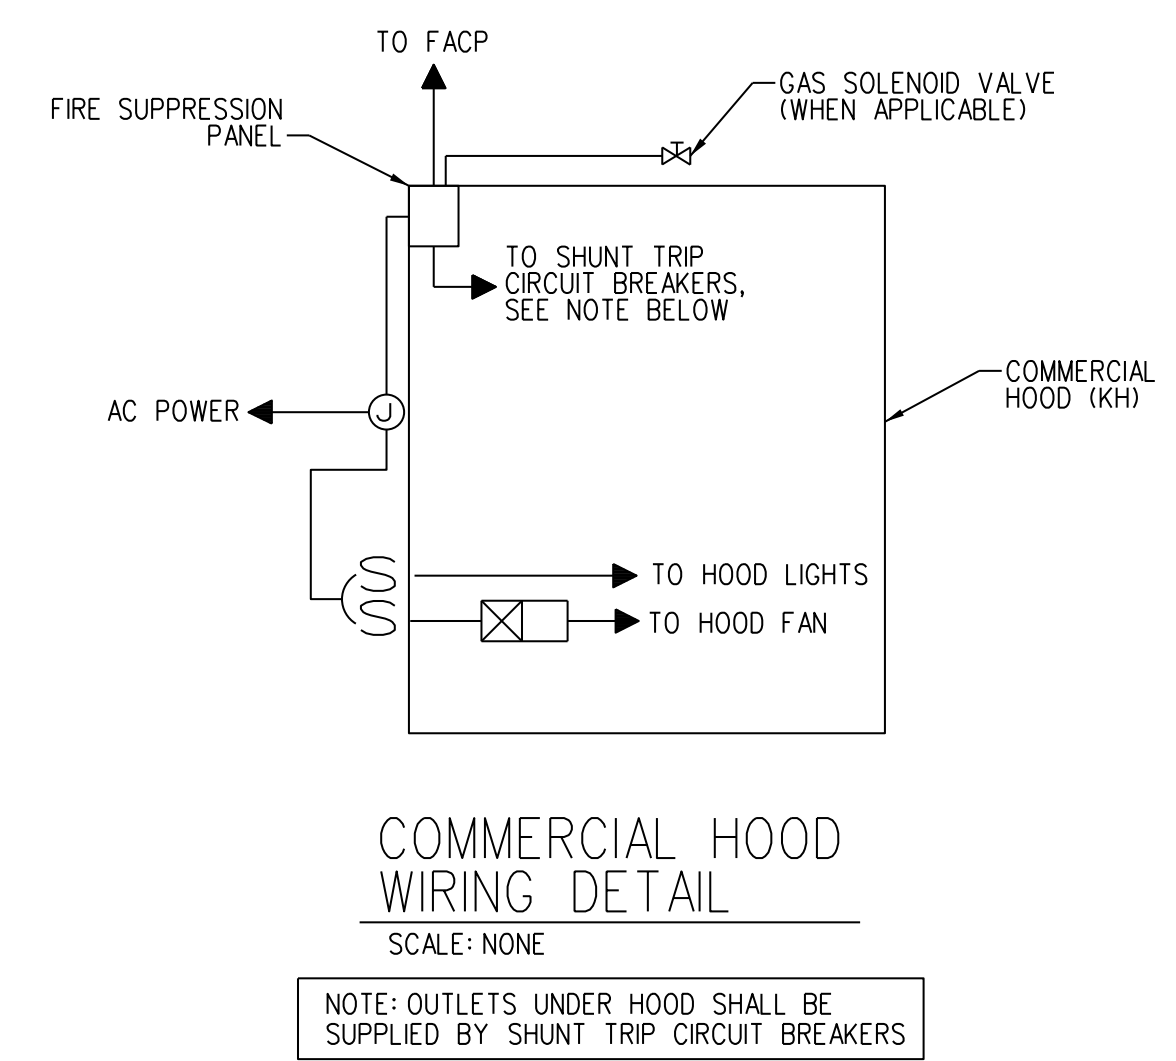 TO FACP
GAS SOLENOID VALVE
(WHEN APPLICABLE)
FIRE SUPPRESSION
PANEL
TO SHUNT TRIP
CIRCUIT BREAKERS,
SEE NOTE BELOW
COMMERCIAL
HOOD (KH)
AC POWER
J
S
TO HOOD LIGHTS
S
TO HOOD FAN
COMMERCIAL HOOD
WIRING DETAIL
SCALE: NONE
NOTE: OUTLETS UNDER HOOD SHALL BE
SUPPLIED BY SHUNT TRIP CIRCUIT BREAKERS